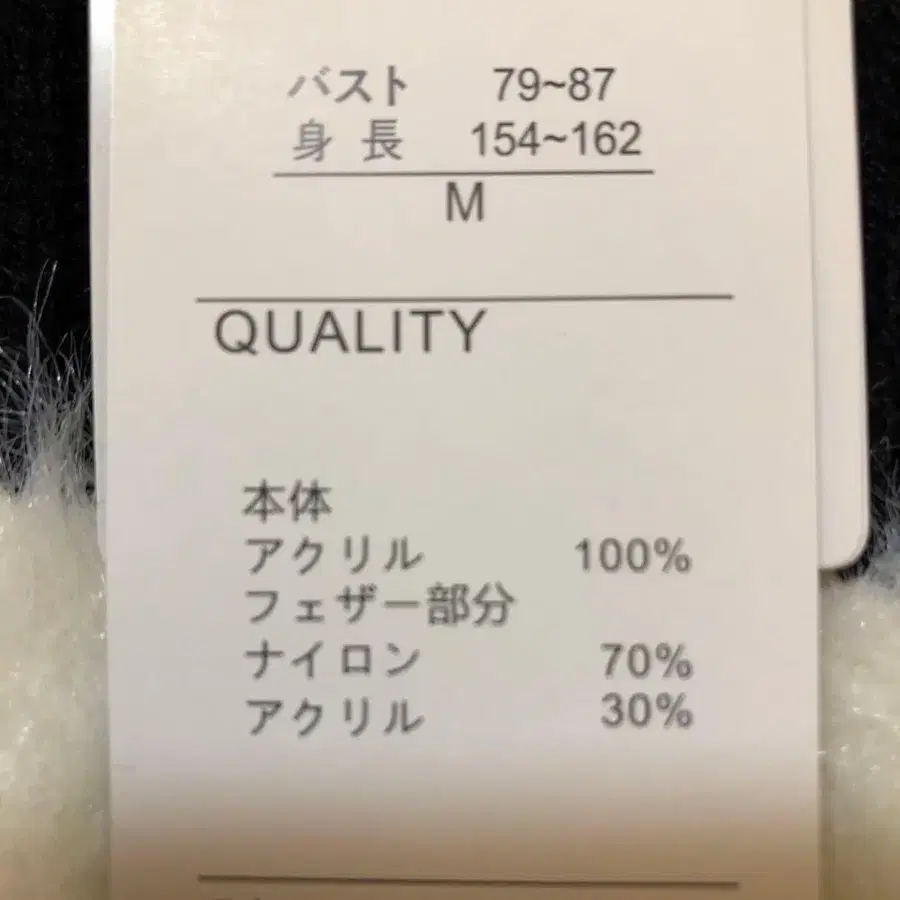 バスト 79~87
身長 154~162
M
QUALITY
本体
アクリル 100%
フェザー部分
ナイロン 70%
アクリル 30%